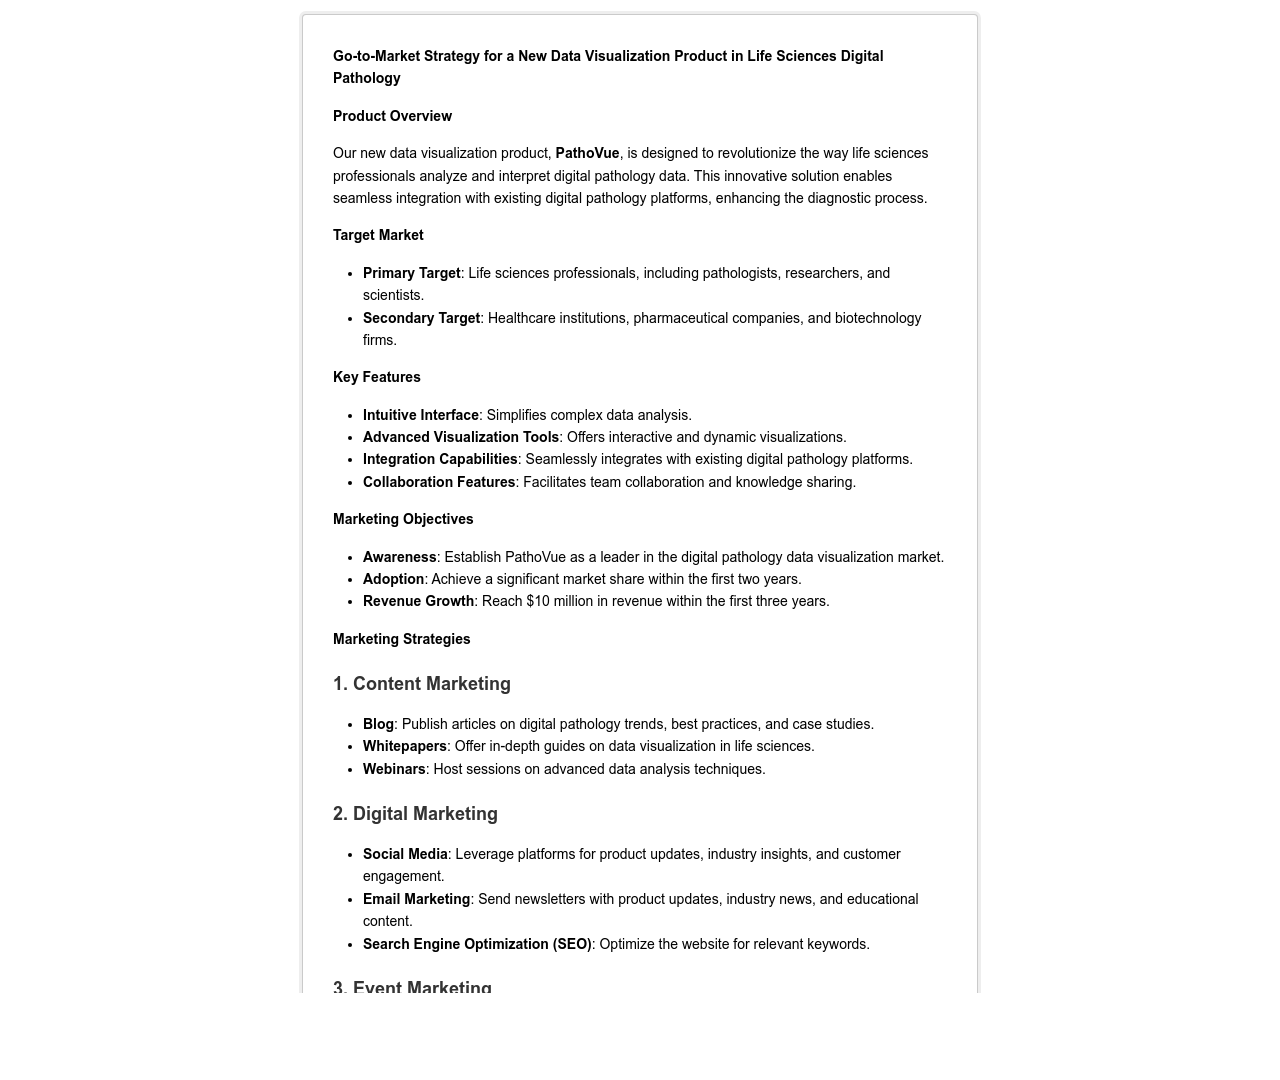 Go-to-Market Strategy for a New Data Visualization Product in Life Sciences Digital
Pathology
Product Overview
Our new data visualization product, PathoVue, is designed to revolutionize the way life sciences
professionals analyze and interpret digital pathology data. This innovative solution enables
seamless integration with existing digital pathology platforms, enhancing the diagnostic process.
Target Market
• Primary Target: Life sciences professionals, including pathologists, researchers, and
scientists.
• Secondary Target: Healthcare institutions, pharmaceutical companies, and biotechnology
firms.
Key Features
• Intuitive Interface: Simplifies complex data analysis.
• Advanced Visualization Tools: Offers interactive and dynamic visualizations.
• Integration Capabilities: Seamlessly integrates with existing digital pathology platforms.
• Collaboration Features: Facilitates team collaboration and knowledge sharing.
Marketing Objectives
• Awareness: Establish PathoVue as a leader in the digital pathology data visualization market.
• Adoption: Achieve a significant market share within the first two years.
• Revenue Growth: Reach $10 million in revenue within the first three years.
Marketing Strategies
1. Content Marketing
• Blog: Publish articles on digital pathology trends, best practices, and case studies.
• Whitepapers: Offer in-depth guides on data visualization in life sciences.
• Webinars: Host sessions on advanced data analysis techniques.
2. Digital Marketing
• Social Media: Leverage platforms for product updates, industry insights, and customer
engagement.
• Email Marketing: Send newsletters with product updates, industry news, and educational
content.
• Search Engine Optimization (SEO): Optimize the website for relevant keywords.
3. Event Marketing